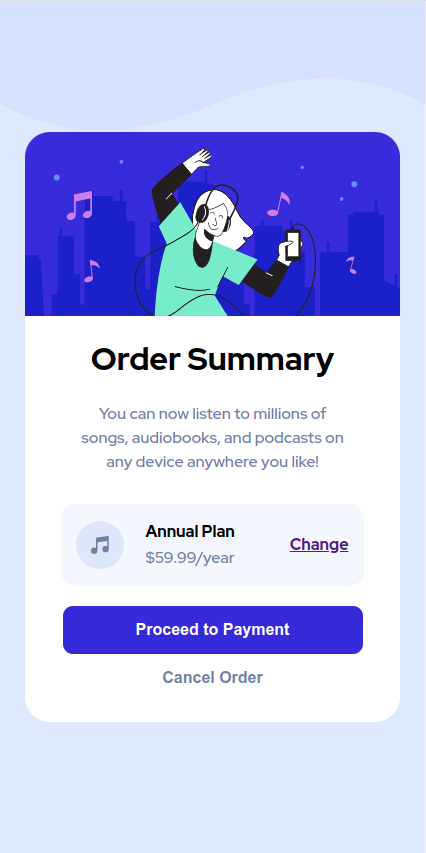 Order Summary
You can now listen to millions of
songs, audiobooks, and podcasts on
any device anywhere you like!
Annual Plan
$59.99/year
Change
Proceed to Payment
Cancel Order